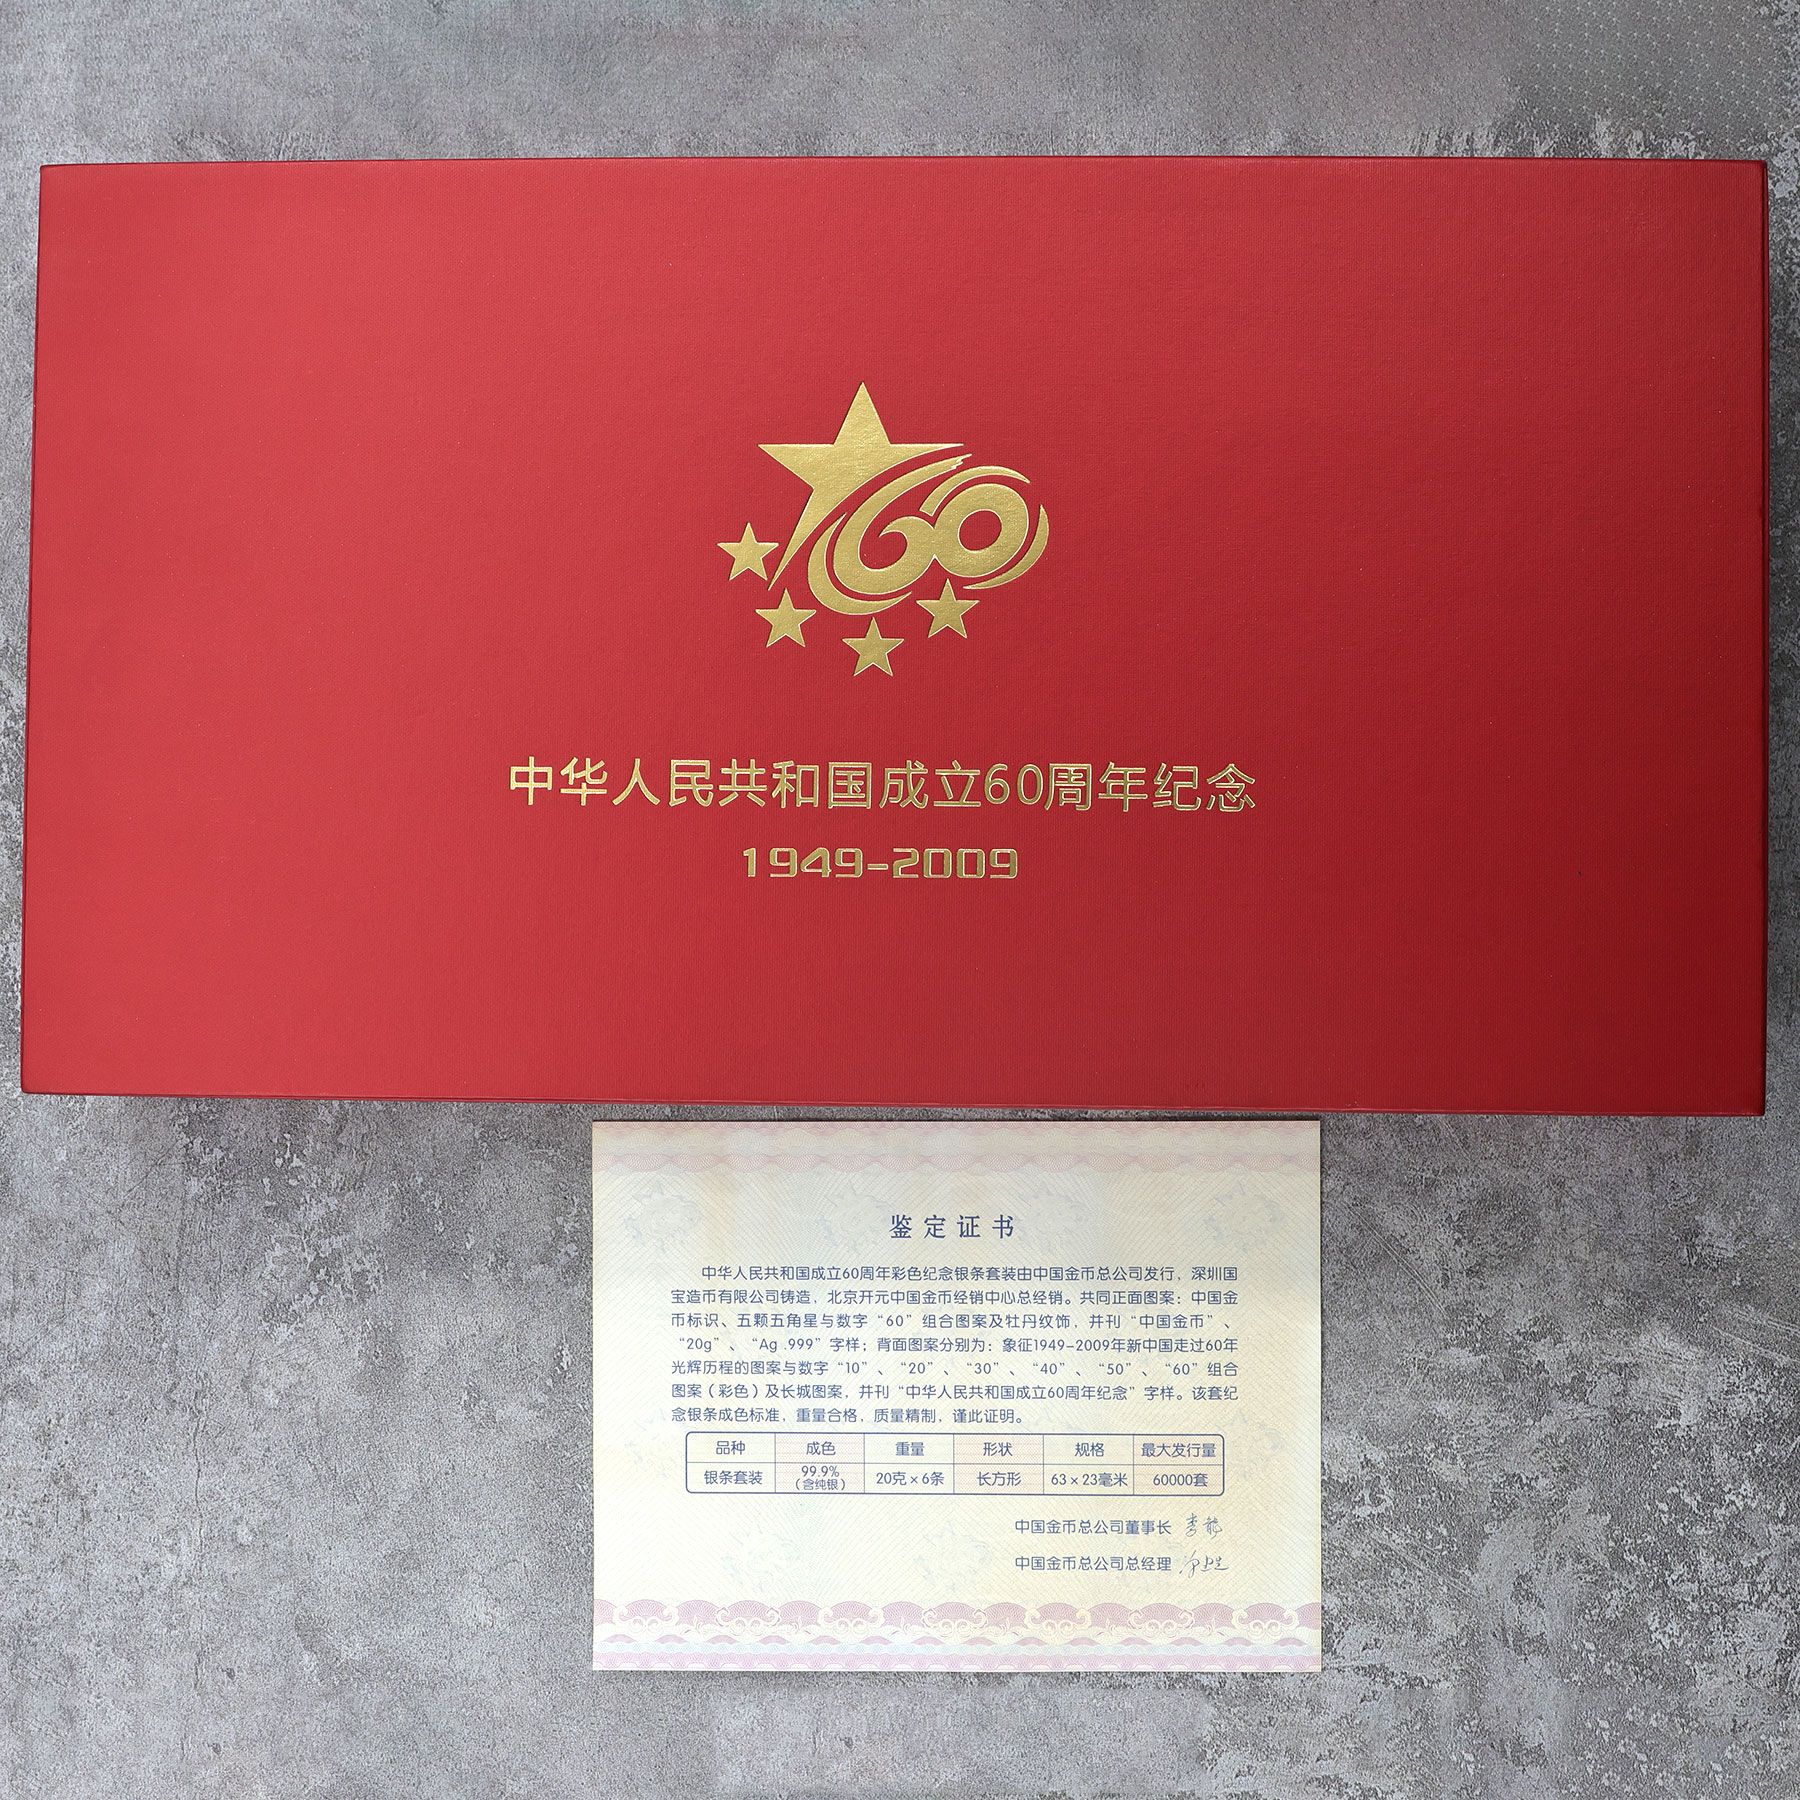 60
中华人民共和国成立60周年纪念
1949-2009
鉴定证书
中华人民共和国成立60周年彩色纪念银条套装由中国金币总公司发行，深圳国
宝造币有限公司铸造，北京开元中国金币经销中心总经销。共同正面图案：中国金
币标识、五颗五角星与数字“60”组合图案及牡丹纹饰，并刊“中国金币”、
“20g”、“Ag .999”字样；背面图案分别为：象征1949-2009年新中国走过60年
光辉历程的图案与数字“10”、“20”、“30”、“40”、“50”、“60”组合
图案（彩色）及长城图案，并刊“中华人民共和国成立60周年纪念”字样。该套纪
念银条成色标准，重量合格，质量精制，谨此证明。
品种 成色 重量 形状 规格 最大发行量
银条套装 99.9%（含纯银） 20克×6条 长方形 63×23毫米 60000套
中国金币总公司董事长
中国金币总公司总经理